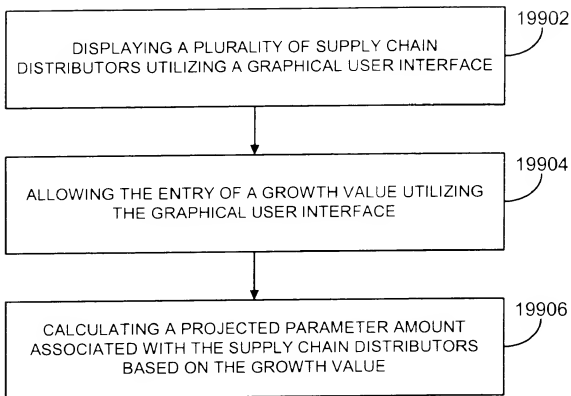 19902
DISPLAYING A PLURALITY OF SUPPLY CHAIN
DISTRIBUTORS UTILIZING A GRAPHICAL USER INTERFACE
19904
ALLOWING THE ENTRY OF A GROWTH VALUE UTILIZING
THE GRAPHICAL USER INTERFACE
19906
CALCULATING A PROJECTED PARAMETER AMOUNT
ASSOCIATED WITH THE SUPPLY CHAIN DISTRIBUTORS
BASED ON THE GROWTH VALUE